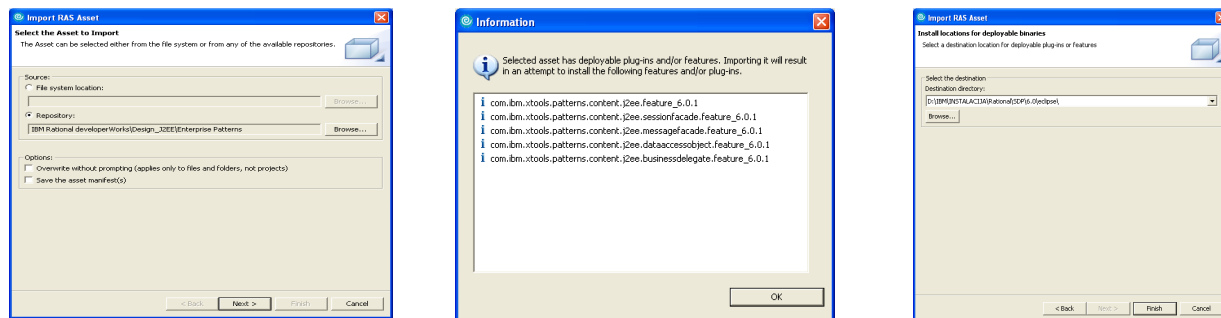 Import RAS Asset
Select the Asset to Import
The Asset can be selected either from the file system or from any of the available repositories.
Source:
File system location:
Browse...
Repository:
IBM Rational developerWorks\Design_J2EE\Enterprise Patterns
Browse...
Options:
Overwrite without prompting (applies only to files and folders, not projects)
Save the asset manifest(s)
< Back
Next >
Finish
Cancel
Information
Selected asset has deployable plug-ins and/or features. Importing it will result
in an attempt to install the following features and/or plug-ins.
com.ibm.xtools.patterns.content.j2ee.feature_6.0.1
com.ibm.xtools.patterns.content.j2ee.sessionfacade.feature_6.0.1
com.ibm.xtools.patterns.content.j2ee.messagefacade.feature_6.0.1
com.ibm.xtools.patterns.content.j2ee.dataaccessobject.feature_6.0.1
com.ibm.xtools.patterns.content.j2ee.businessdelegate.feature_6.0.1
OK
Import RAS Asset
Install locations for deployable binaries
Select a destination location for deployable plug-ins or features
Select the destination
Destination directory:
D:\IBM\INSTALACIJA\Rational\SDP\6.0\eclipse\
Browse...
< Back
Next >
Finish
Cancel